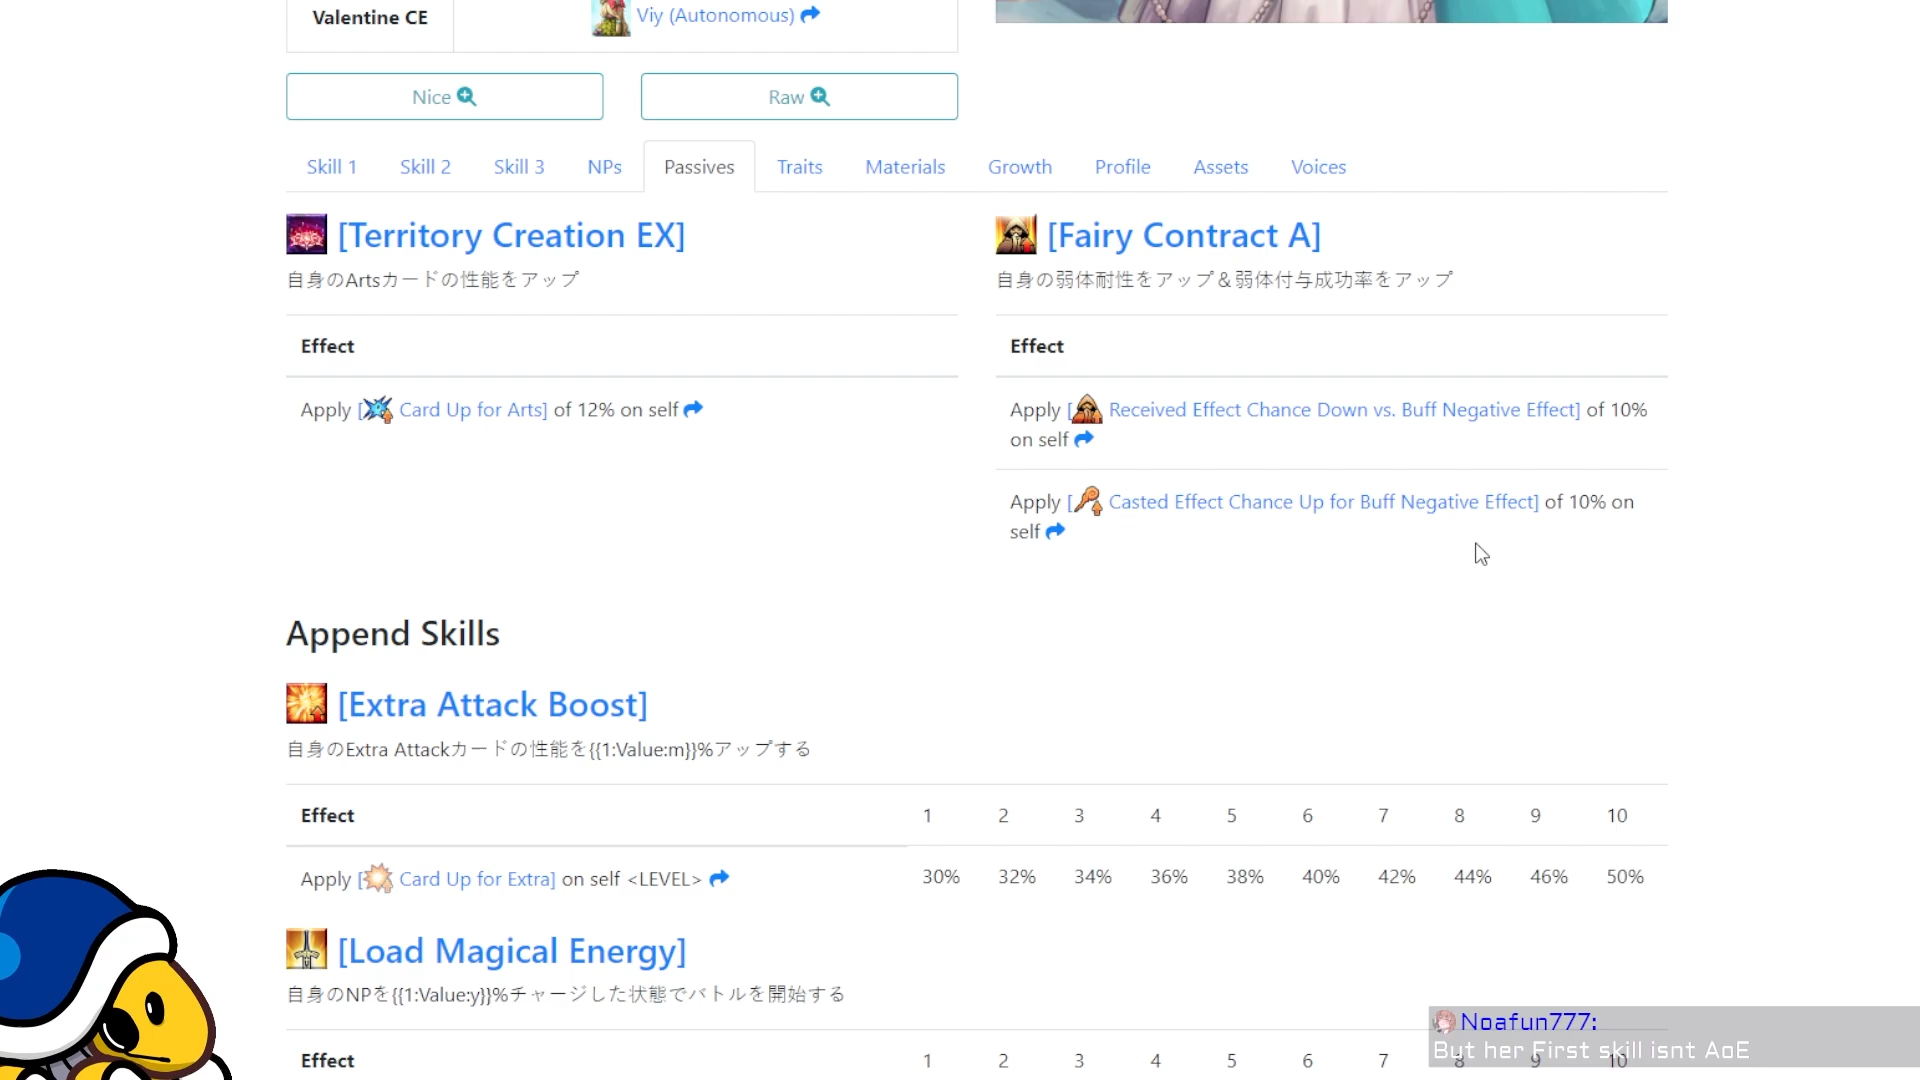 Valentine CE
Viy (Autonomous)
Nice
Raw
Skill 1
Skill 2
Skill 3
NPs
Passives
Traits
Materials
Growth
Profile
Assets
Voices
[Territory Creation EX]
自身のArtsカードの性能をアップ
Effect
Apply [Card Up for Arts] of 12% on self
[Fairy Contract A]
自身の弱体耐性をアップ＆弱体付与成功率をアップ
Effect
Apply [Received Effect Chance Down vs. Buff Negative Effect] of 10%
on self
Apply [Casted Effect Chance Up for Buff Negative Effect] of 10% on
self
Append Skills
[Extra Attack Boost]
自身のExtra Attackカードの性能を{{1:Value:m}}%アップする
Effect 1 2 3 4 5 6 7 8 9 10
Apply [Card Up for Extra] on self <LEVEL> 30% 32% 34% 36% 38% 40% 42% 44% 46% 50%
[Load Magical Energy]
自身のNPを{{1:Value:y}}%チャージした状態でバトルを開始する
Effect 1 2 3 4 5 6 7 8 9 10
Noafun777:
But her First skill isnt AoE